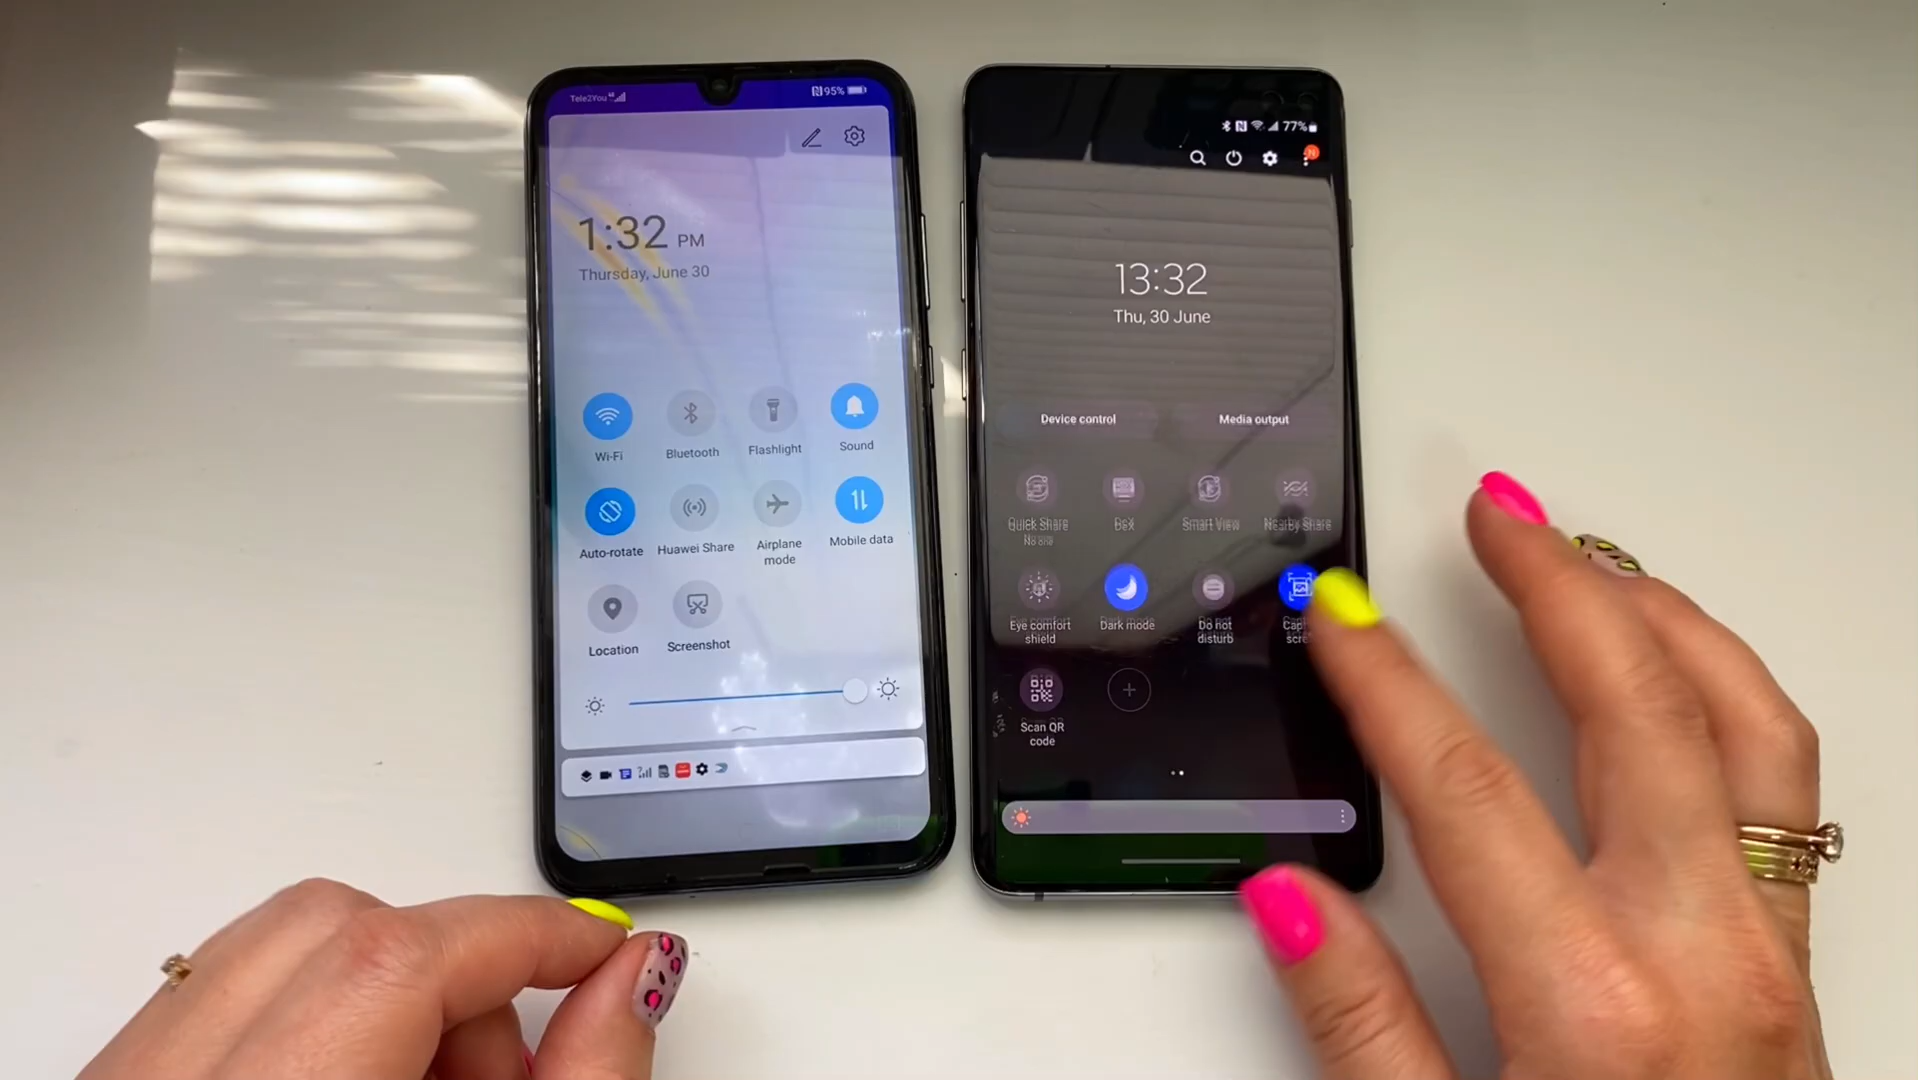 Tele2You
95%
1:32 PM
Thursday, June 30
Wi-Fi
Bluetooth
Flashlight
Sound
Auto-rotate
Huawei Share
Airplane
mode
Mobile data
Location
Screenshot
77%
N
13:32
Thu, 30 June
Device control
Media output
Quick Share
No one
DeX
Smart View
Nearby Share
Eye comfort
shield
Dark mode
Do not
disturb
Scan QR
code